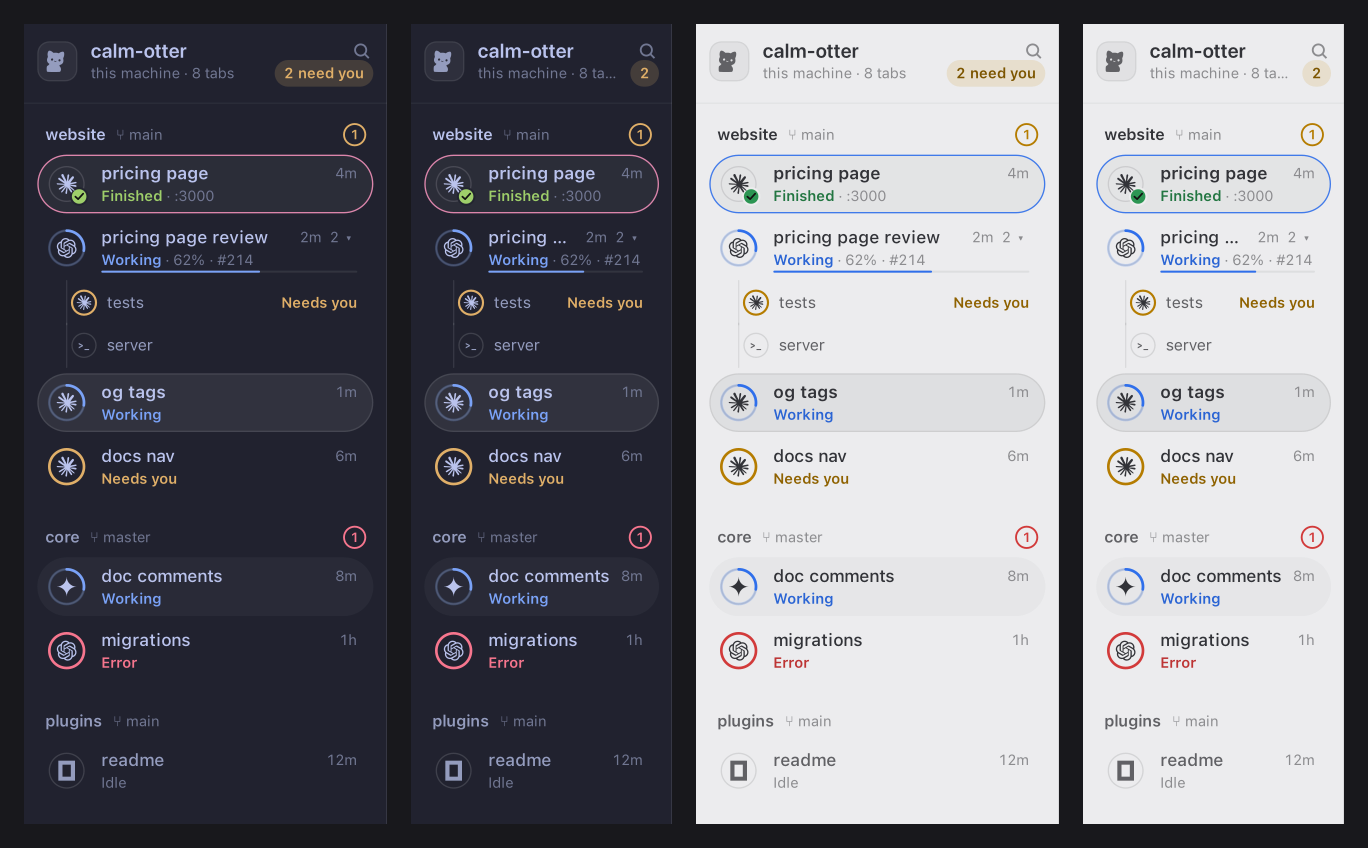 calm-otter
this machine · 8 tabs
2 need you
website main 1
pricing page 4m
Finished · :3000
pricing page review 2m 2 ▾
Working · 62% · #214
tests Needs you
>_ server
og tags 1m
Working
docs nav 6m
Needs you
core master 1
doc comments 8m
Working
migrations 1h
Error
plugins main
readme 12m
Idle
calm-otter
this machine · 8 ta...
2
website main 1
pricing page 4m
Finished · :3000
pricing ... 2m 2 ▾
Working · 62% · #214
tests Needs you
>_ server
og tags 1m
Working
docs nav 6m
Needs you
core master 1
doc comments 8m
Working
migrations 1h
Error
plugins main
readme 12m
Idle
calm-otter
this machine · 8 tabs
2 need you
website main 1
pricing page 4m
Finished · :3000
pricing page review 2m 2 ▾
Working · 62% · #214
tests Needs you
>_ server
og tags 1m
Working
docs nav 6m
Needs you
core master 1
doc comments 8m
Working
migrations 1h
Error
plugins main
readme 12m
Idle
calm-otter
this machine · 8 ta...
2
website main 1
pricing page 4m
Finished · :3000
pricing ... 2m 2 ▾
Working · 62% · #214
tests Needs you
>_ server
og tags 1m
Working
docs nav 6m
Needs you
core master 1
doc comments 8m
Working
migrations 1h
Error
plugins main
readme 12m
Idle